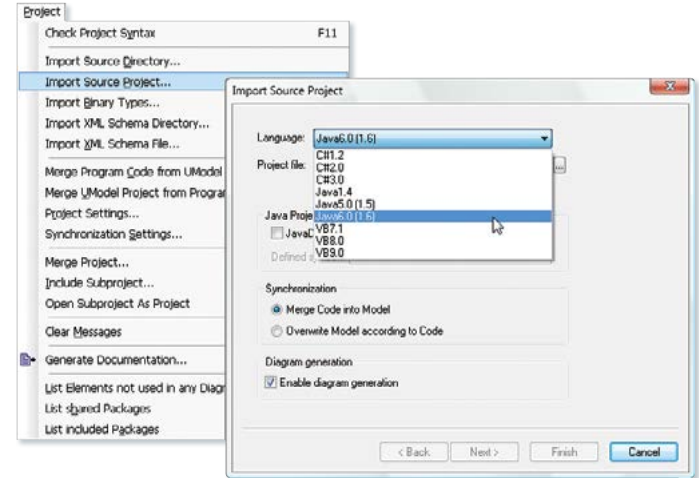 Project
Check Project Syntax F11
Import Source Directory...
Import Source Project...
Import Binary Types...
Import XML Schema Directory...
Import XML Schema File...
Merge Program Code from UModel
Merge UModel Project from
Project Settings...
Synchronization Settings...
Merge Project...
Include Subproject...
Open Subproject As Project
Clear Messages
Generate Documentation...
List Elements not used in any
List shared Packages
List included Packages
Import Source Project
Language: Java6.0 (1.6)
C#1.2
C#2.0
C#3.0
Java1.4
Java5.0 (1.5)
Java6.0 (1.6)
VB7.1
VB8.0
VB9.0
Project file: ...
Java
Defined
Synchronization
Merge Code into Model
Overwrite Model according to Code
Diagram generation
Enable diagram generation
< Back Next > Finish Cancel